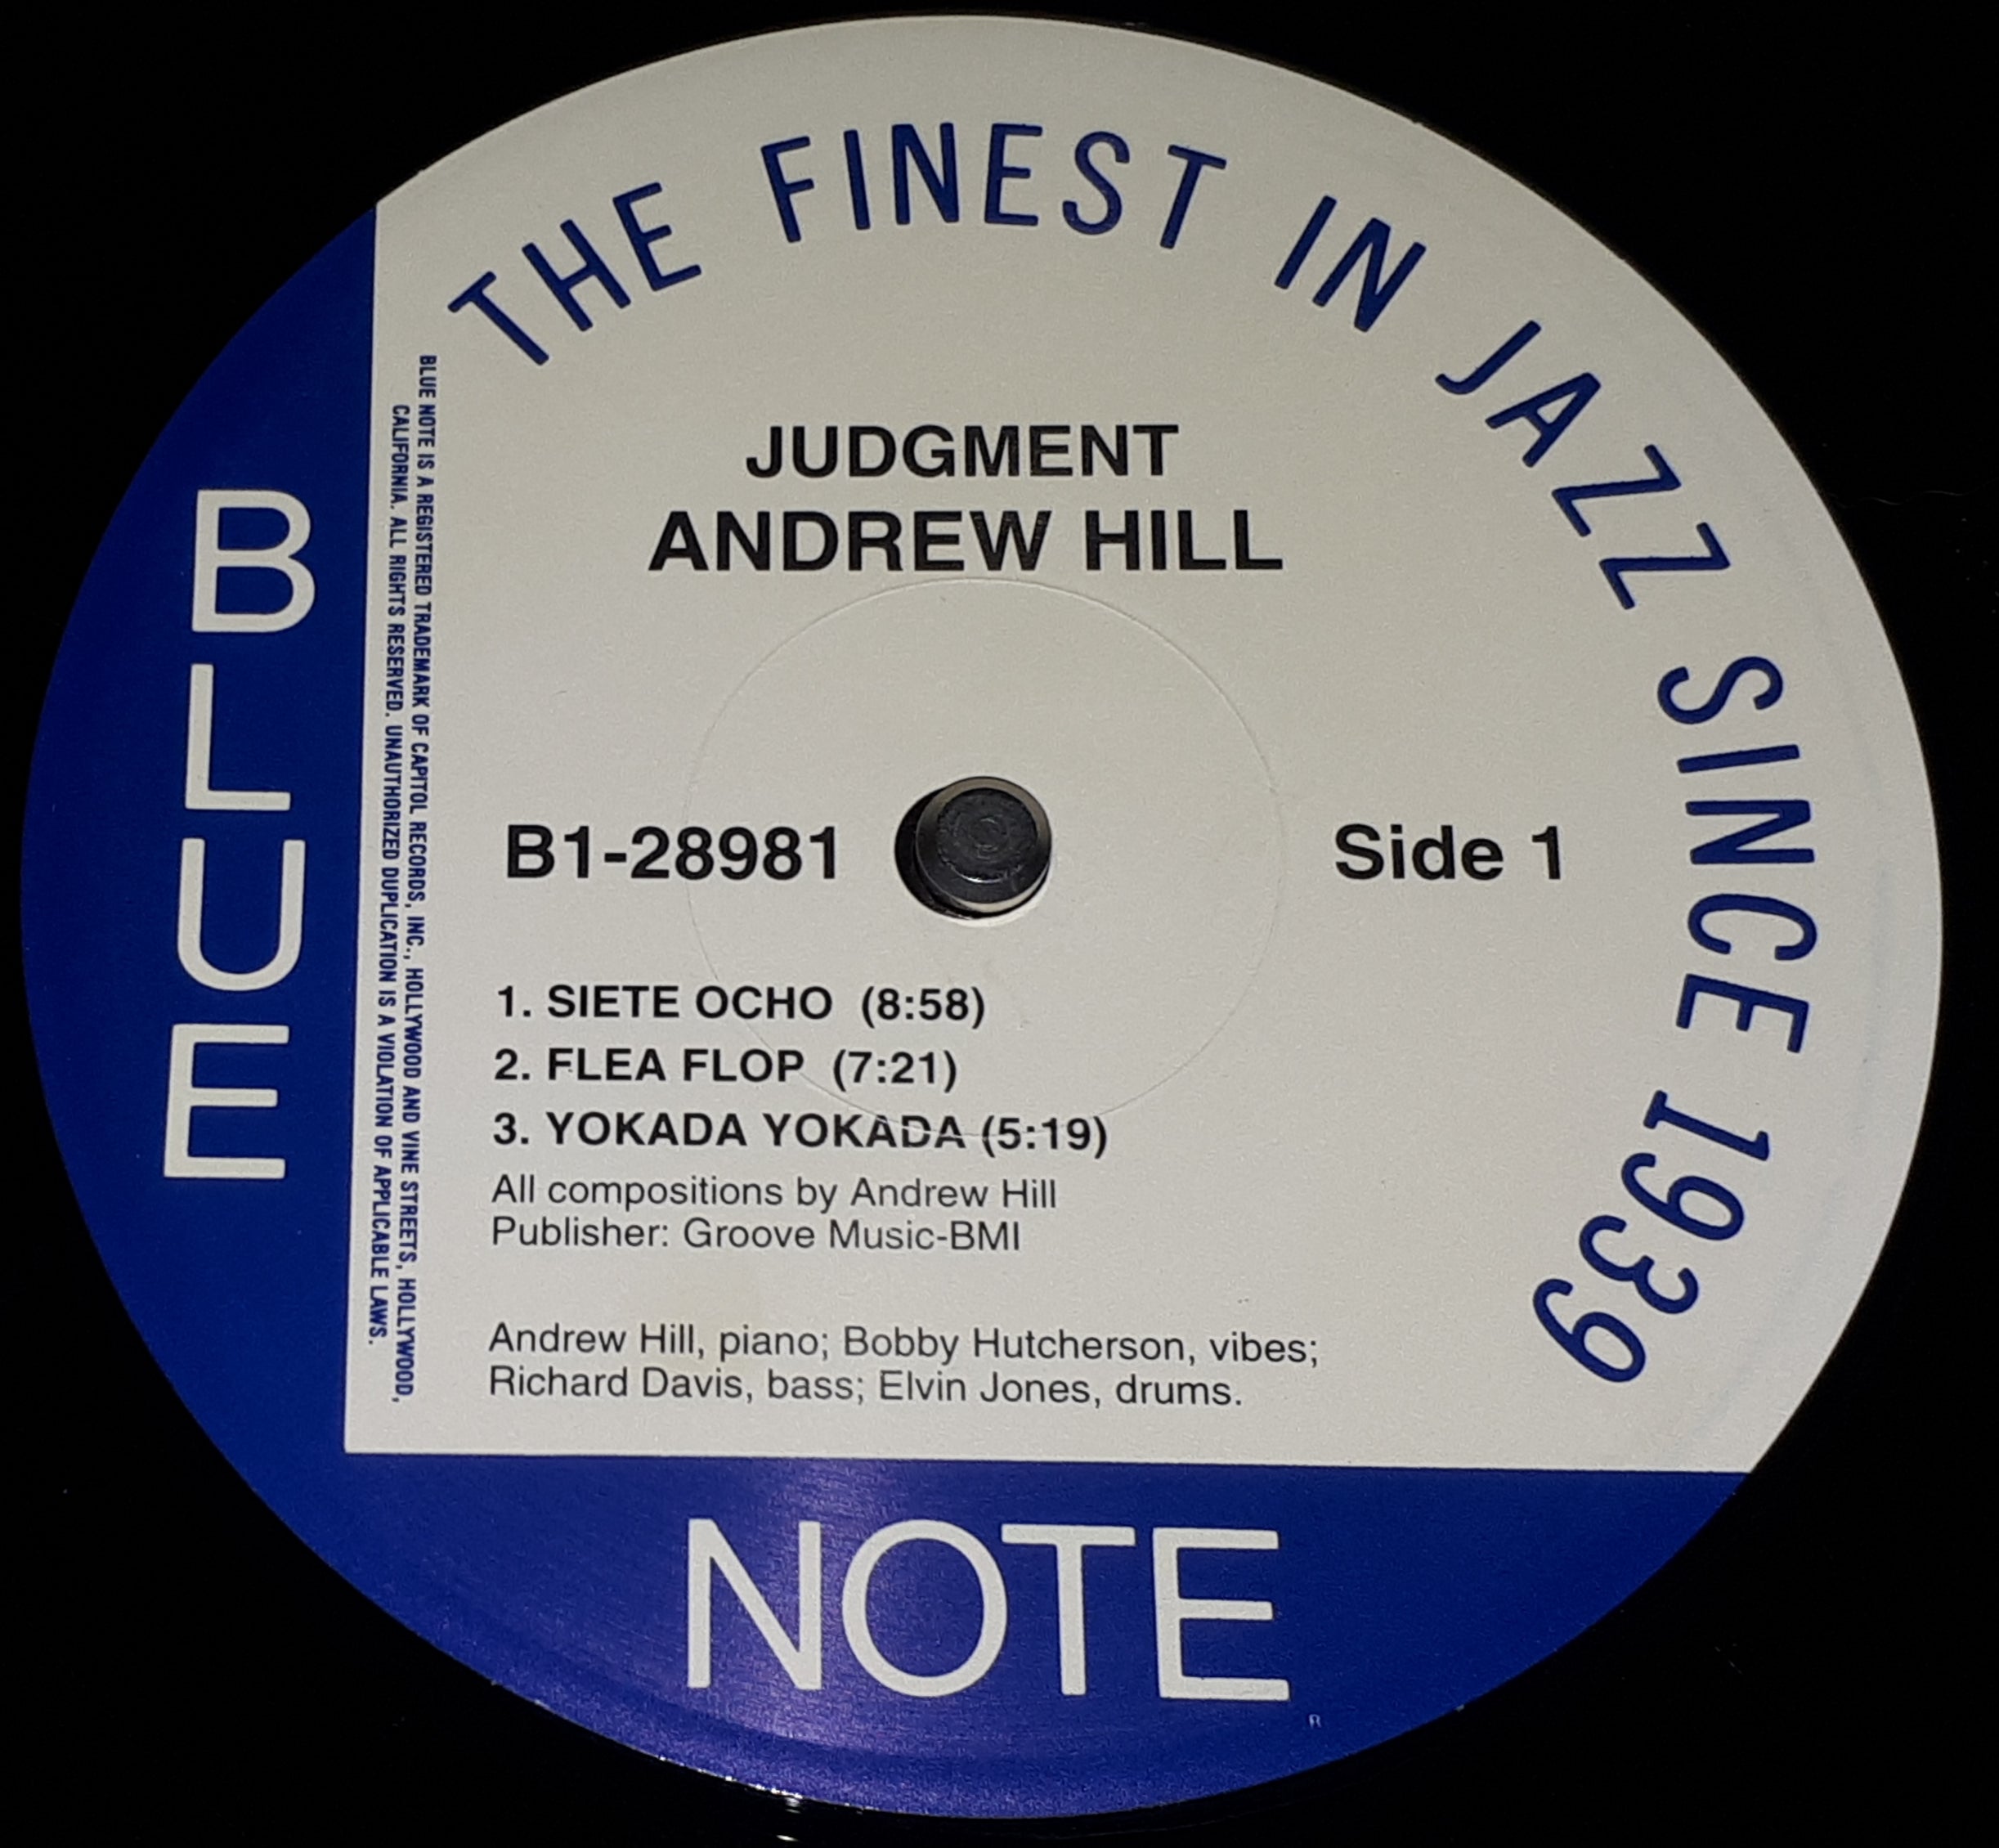 THE FINEST IN JAZZ SINCE 1939
JUDGMENT
ANDREW HILL
B1-28981
Side 1
1. SIETE OCHO (8:58)
2. FLEA FLOP (7:21)
3. YOKADA YOKADA (5:19)
All compositions by Andrew Hill
Publisher: Groove Music-BMI
Andrew Hill, piano; Bobby Hutcherson, vibes;
Richard Davis, bass; Elvin Jones, drums.
BLUE NOTE IS A REGISTERED TRADEMARK OF CAPITOL RECORDS, INC., HOLLYWOOD AND VINE STREETS, HOLLYWOOD,
CALIFORNIA. ALL RIGHTS RESERVED. UNAUTHORIZED DUPLICATION IS A VIOLATION OF APPLICABLE LAWS.
BLUE
NOTE
R